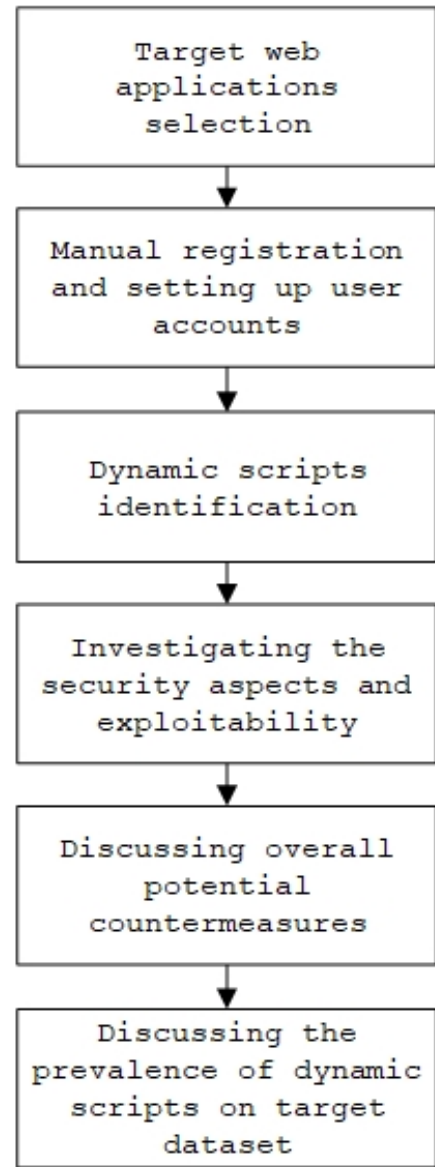 Target web
applications
selection
Manual registration
and setting up user
accounts
Dynamic scripts
identification
Investigating the
security aspects and
exploitability
Discussing overall
potential
countermeasures
Discussing the
prevalence of dynamic
scripts on target
dataset